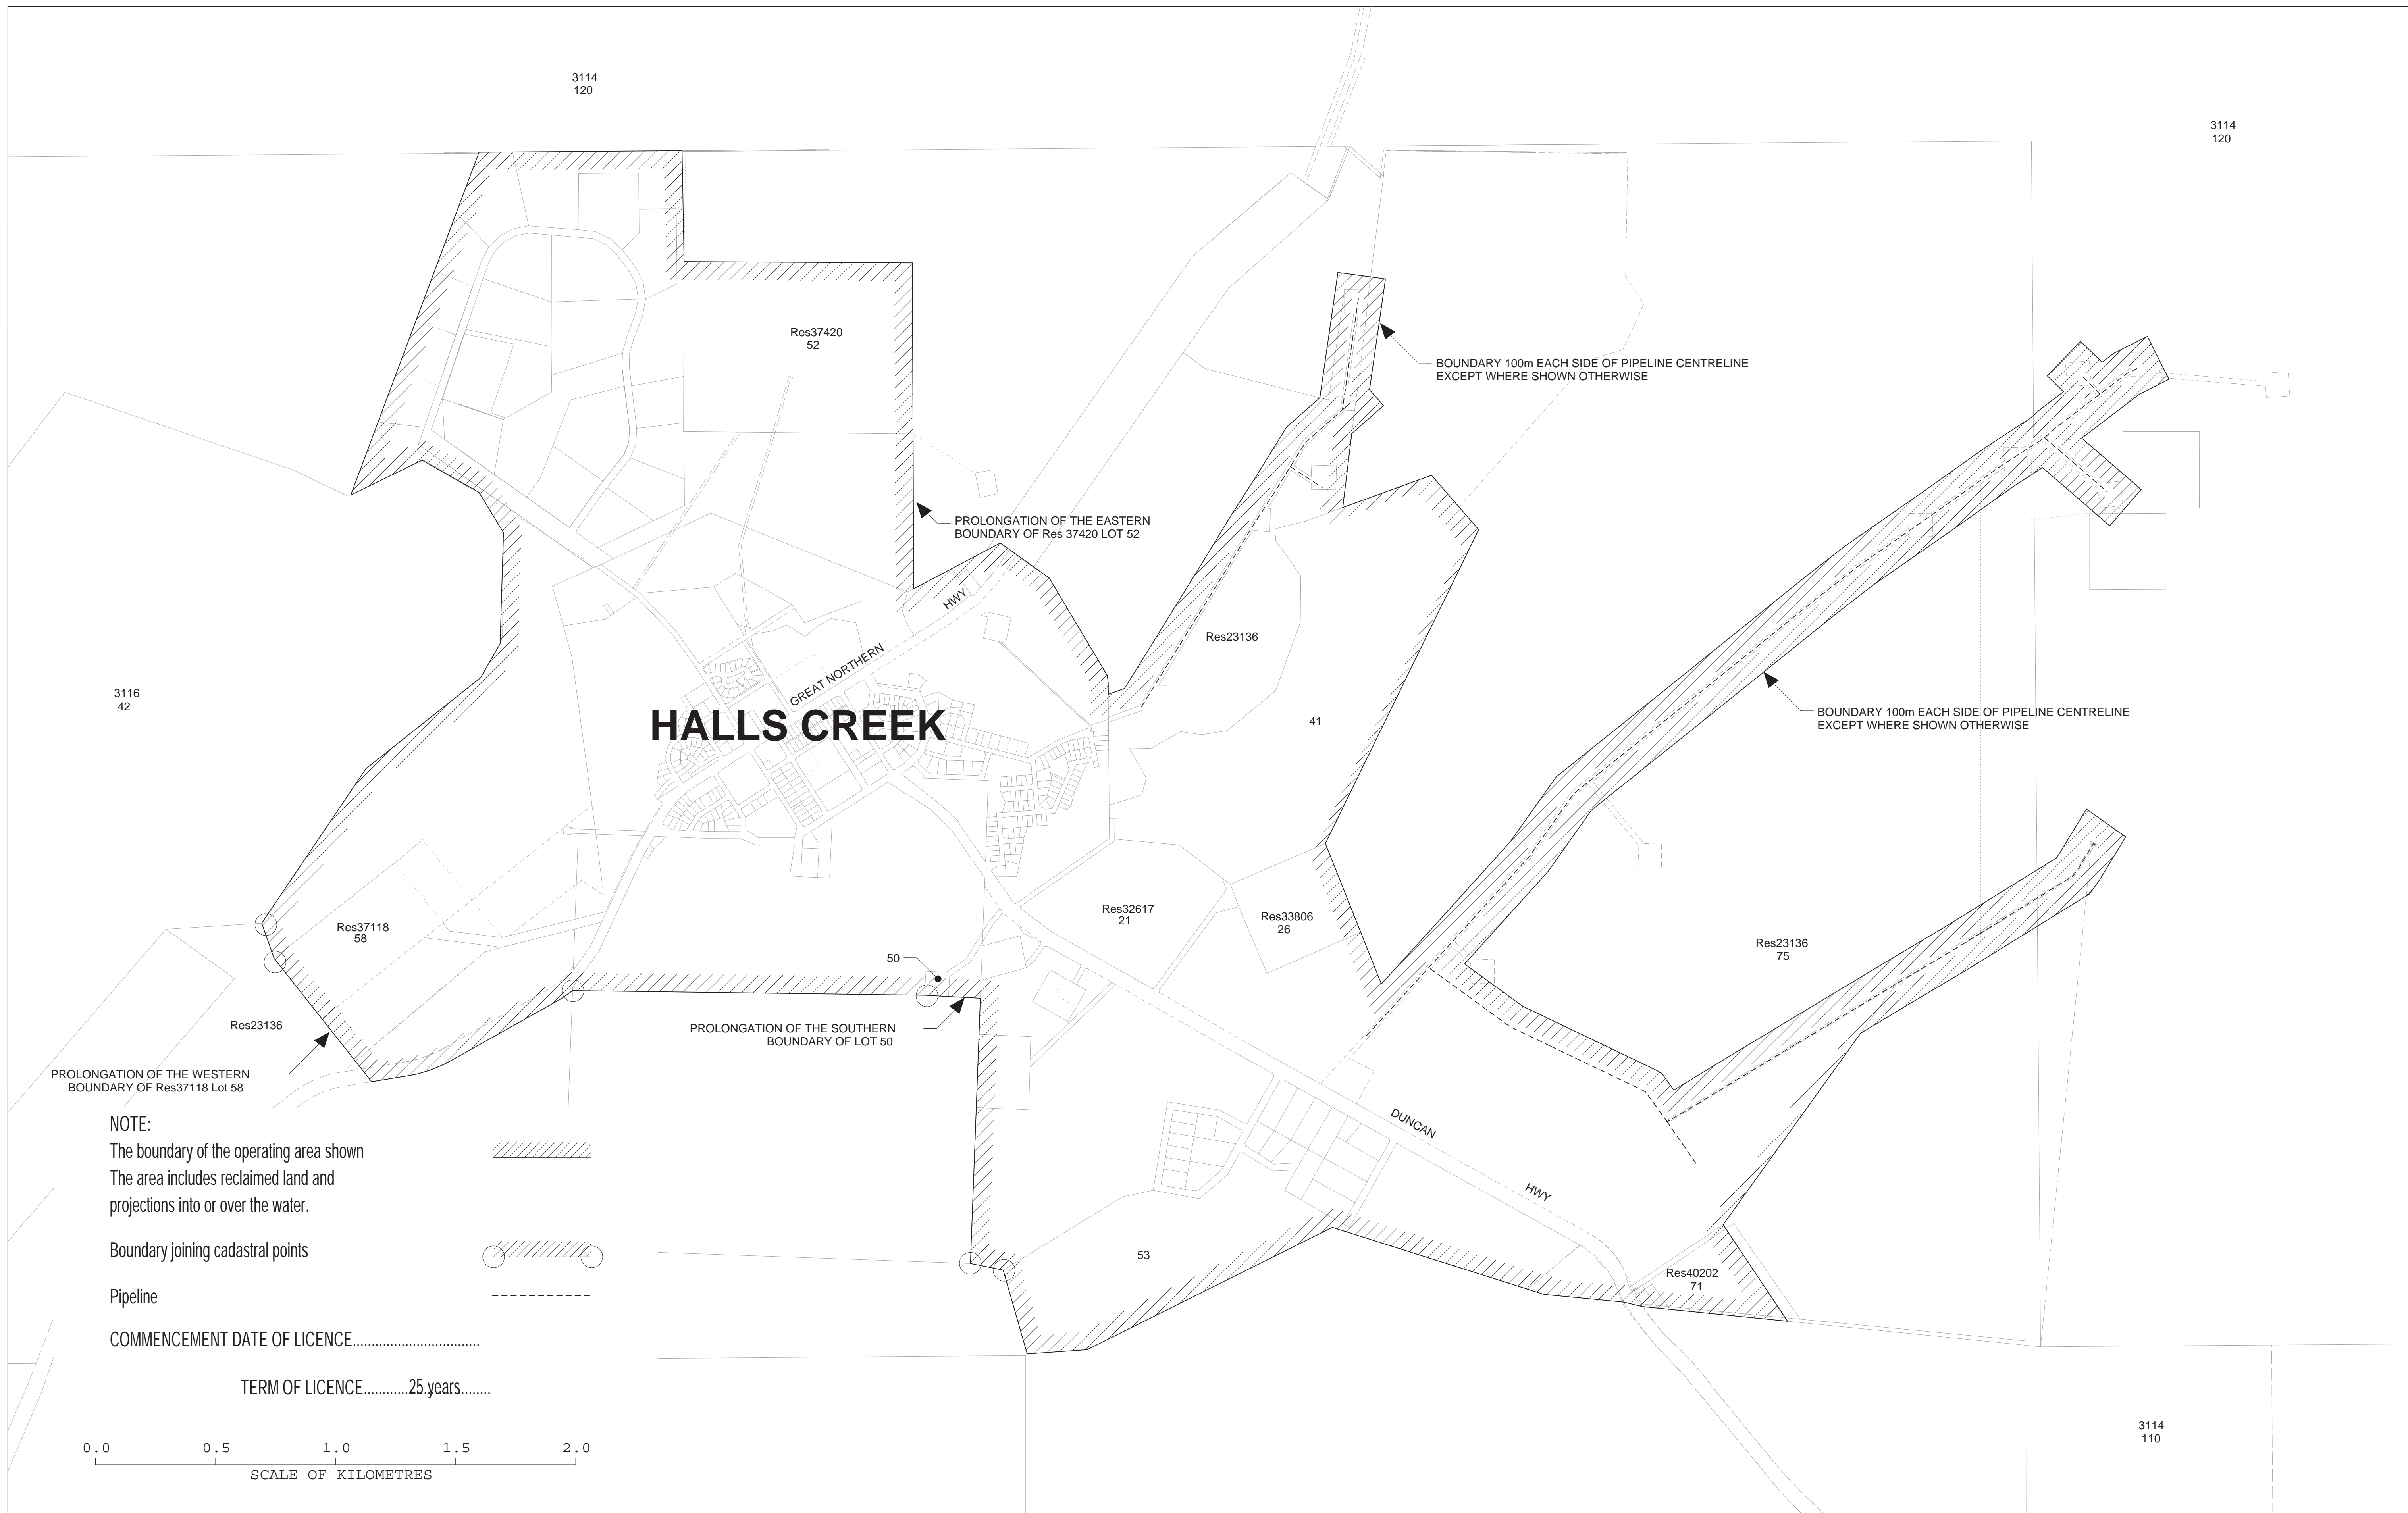 3114
120
3114
120
Res37420
52
BOUNDARY 100m EACH SIDE OF PIPELINE CENTRELINE
EXCEPT WHERE SHOWN OTHERWISE
PROLONGATION OF THE EASTERN
BOUNDARY OF Res 37420 LOT 52
HWY
GREAT NORTHERN
Res23136
41
3116
42
HALLS CREEK
BOUNDARY 100m EACH SIDE OF PIPELINE CENTRELINE
EXCEPT WHERE SHOWN OTHERWISE
Res37118
58
Res32617
21
Res33806
26
Res23136
75
50
Res23136
PROLONGATION OF THE SOUTHERN
BOUNDARY OF LOT 50
PROLONGATION OF THE WESTERN
BOUNDARY OF Res37118 Lot 58
DUNCAN
HWY
53
Res40202
71
3114
110
NOTE:
The boundary of the operating area shown
The area includes reclaimed land and
projections into or over the water.
Boundary joining cadastral points
Pipeline
COMMENCEMENT DATE OF LICENCE..................................
TERM OF LICENCE............25 years........
0.0 0.5 1.0 1.5 2.0
SCALE OF KILOMETRES